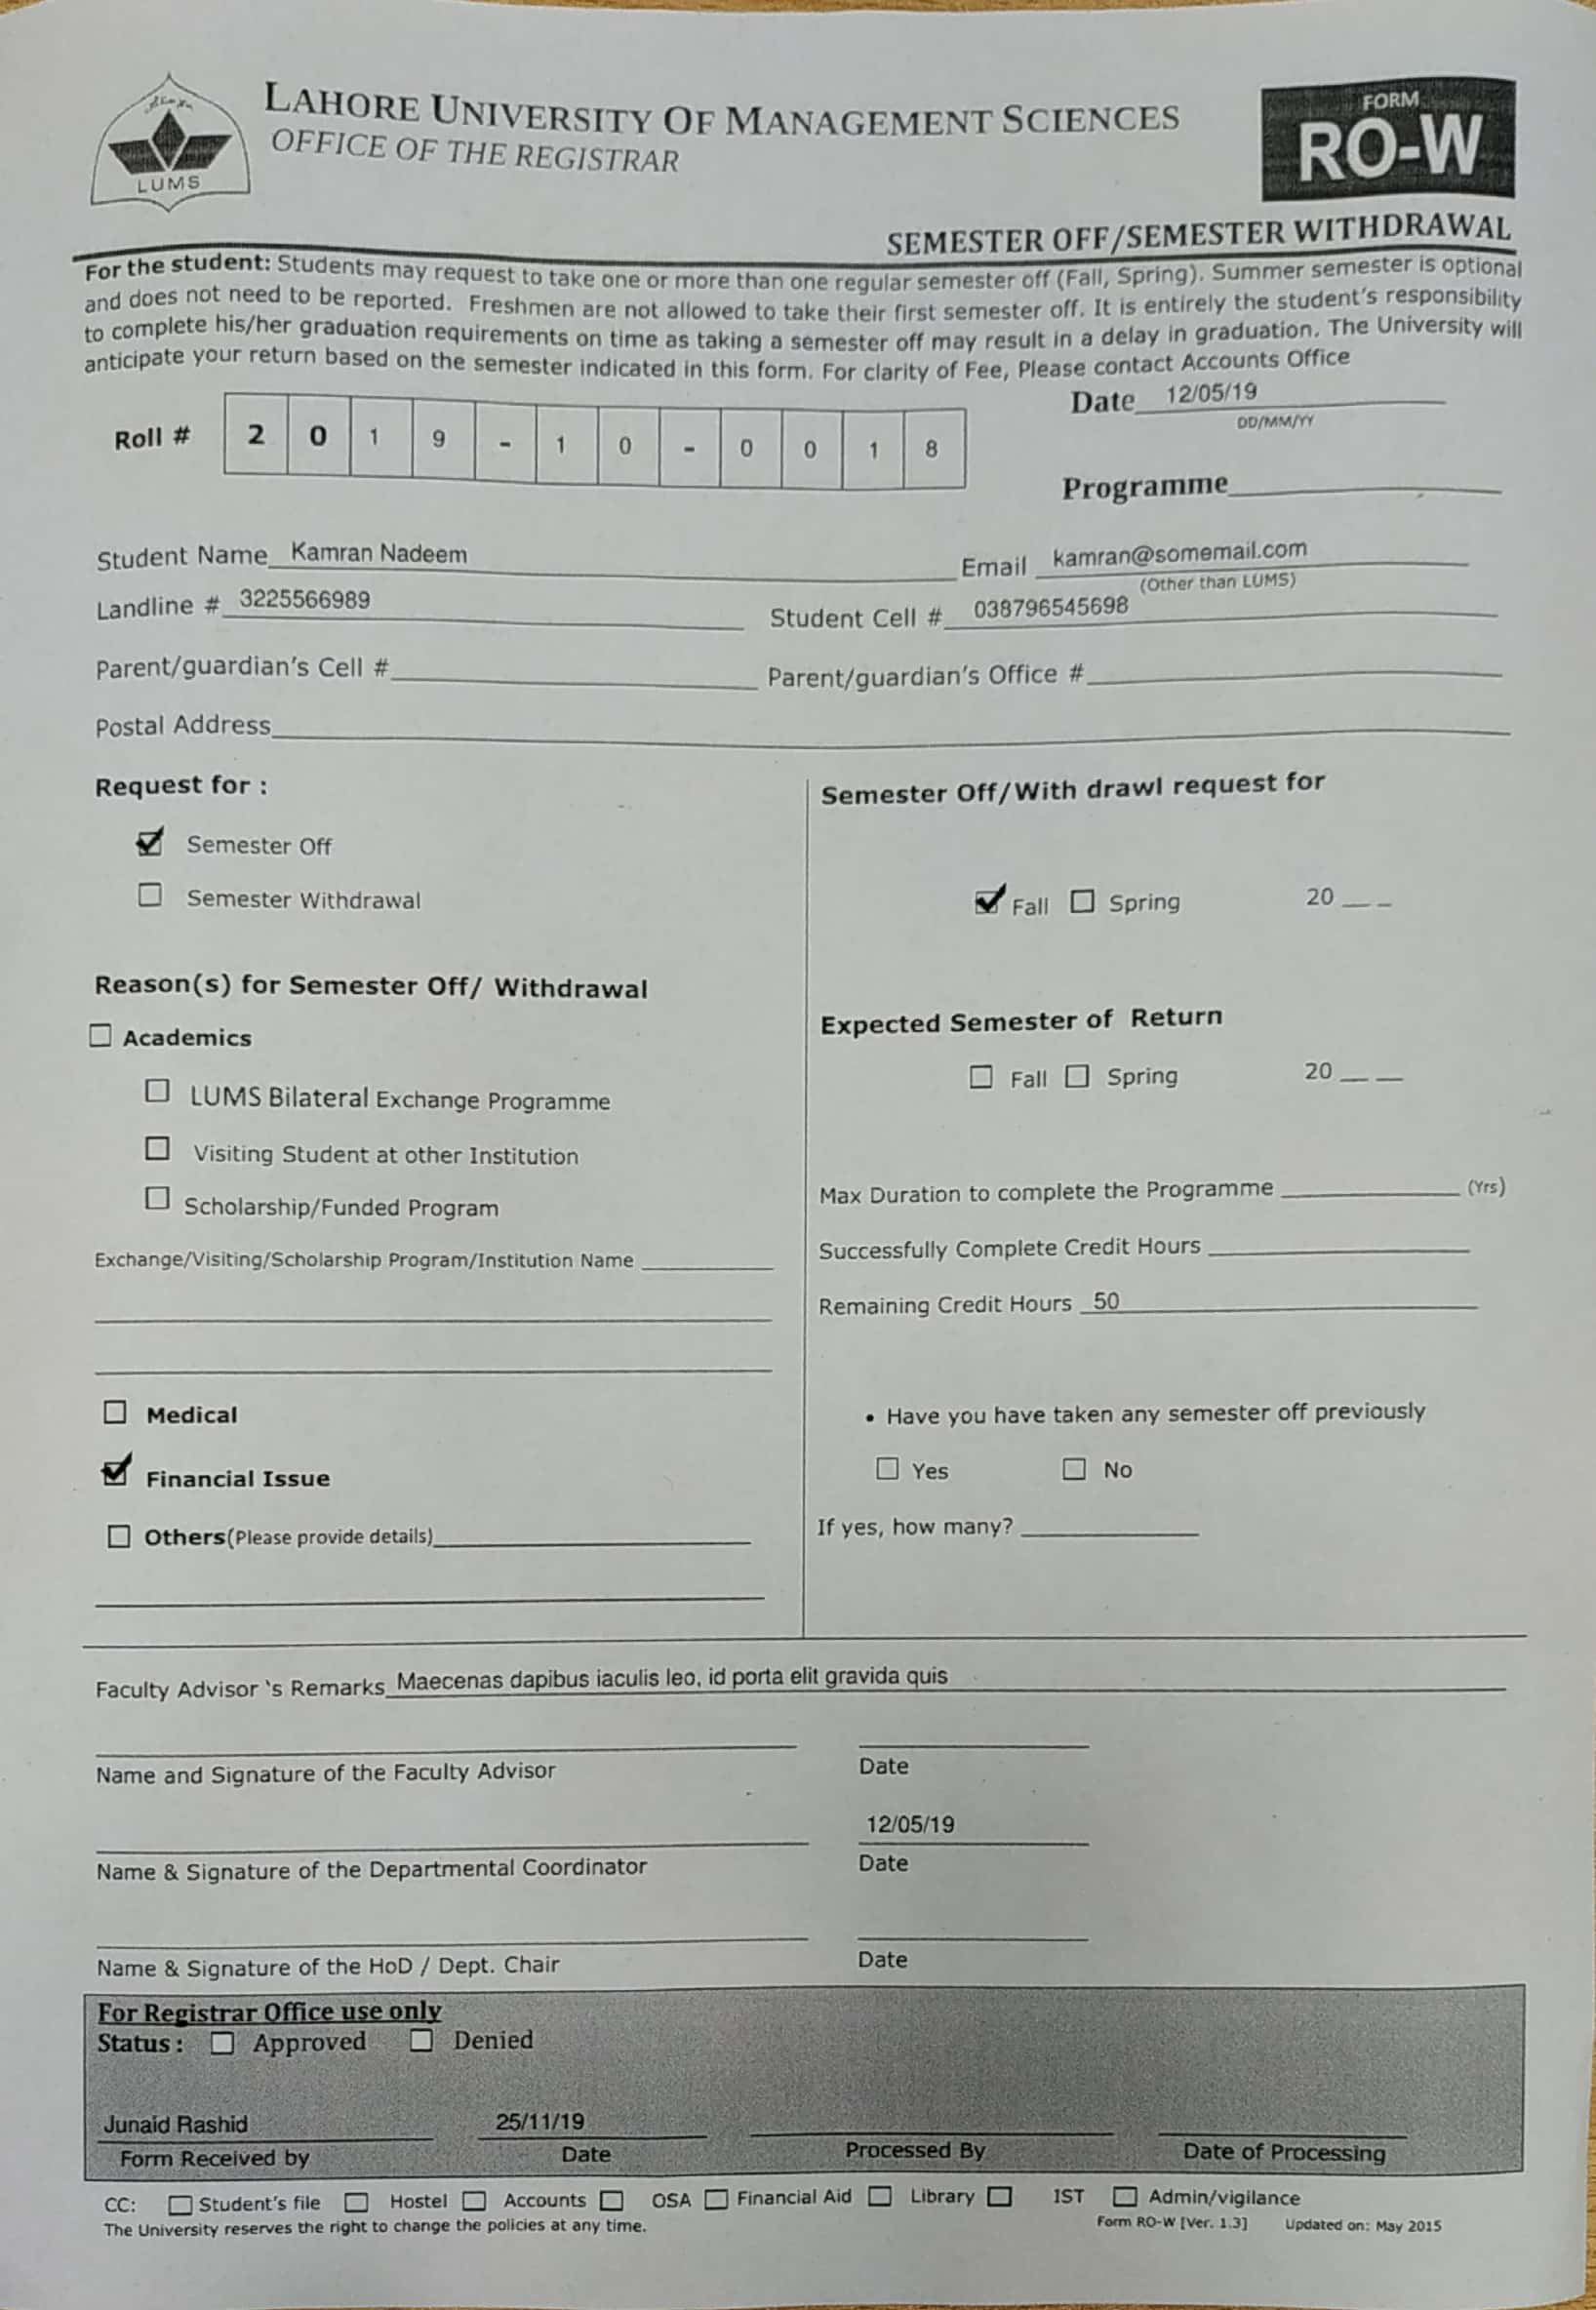 LUMS
LAHORE UNIVERSITY OF MANAGEMENT SCIENCES
OFFICE OF THE REGISTRAR
FORM
RO-W
SEMESTER OFF/SEMESTER WITHDRAWAL
For the student: Students may request to take one or more than one regular semester off (Fall, Spring). Summer semester is optional
and does not need to be reported. Freshmen are not allowed to take their first semester off. It is entirely the student's responsibility
to complete his/her graduation requirements on time as taking a semester off may result in a delay in graduation. The University will
anticipate your return based on the semester indicated in this form. For clarity of Fee, Please contact Accounts Office
Date 12/05/19
DD/MM/YY
Roll # 2 0 1 9 - 1 0 - 0 0 1 8
Programme
Student Name Kamran Nadeem Email kamran@somemail.com
(Other than LUMS)
Landline # 3225566989 Student Cell # 038796545698
Parent/guardian's Cell # Parent/guardian's Office #
Postal Address
Request for :
Semester Off
Semester Withdrawal
Semester Off/With drawl request for
Fall Spring 20
Reason(s) for Semester Off/ Withdrawal
Academics
LUMS Bilateral Exchange Programme
Visiting Student at other Institution
Scholarship/Funded Program
Exchange/Visiting/Scholarship Program/Institution Name
Medical
Financial Issue
Others(Please provide details)
Expected Semester of Return
Fall Spring 20
Max Duration to complete the Programme (Yrs)
Successfully Complete Credit Hours
Remaining Credit Hours 50
• Have you have taken any semester off previously
Yes No
If yes, how many?
Faculty Advisor 's Remarks Maecenas dapibus iaculis leo, id porta elit gravida quis
Name and Signature of the Faculty Advisor Date
12/05/19
Name & Signature of the Departmental Coordinator Date
Name & Signature of the HoD / Dept. Chair Date
For Registrar Office use only
Status : Approved Denied
Junaid Rashid 25/11/19
Form Received by Date Processed By Date of Processing
CC: Student's file Hostel Accounts OSA Financial Aid Library IST Admin/vigilance
The University reserves the right to change the policies at any time. Form RO-W [Ver. 1.3] Updated on: May 2015